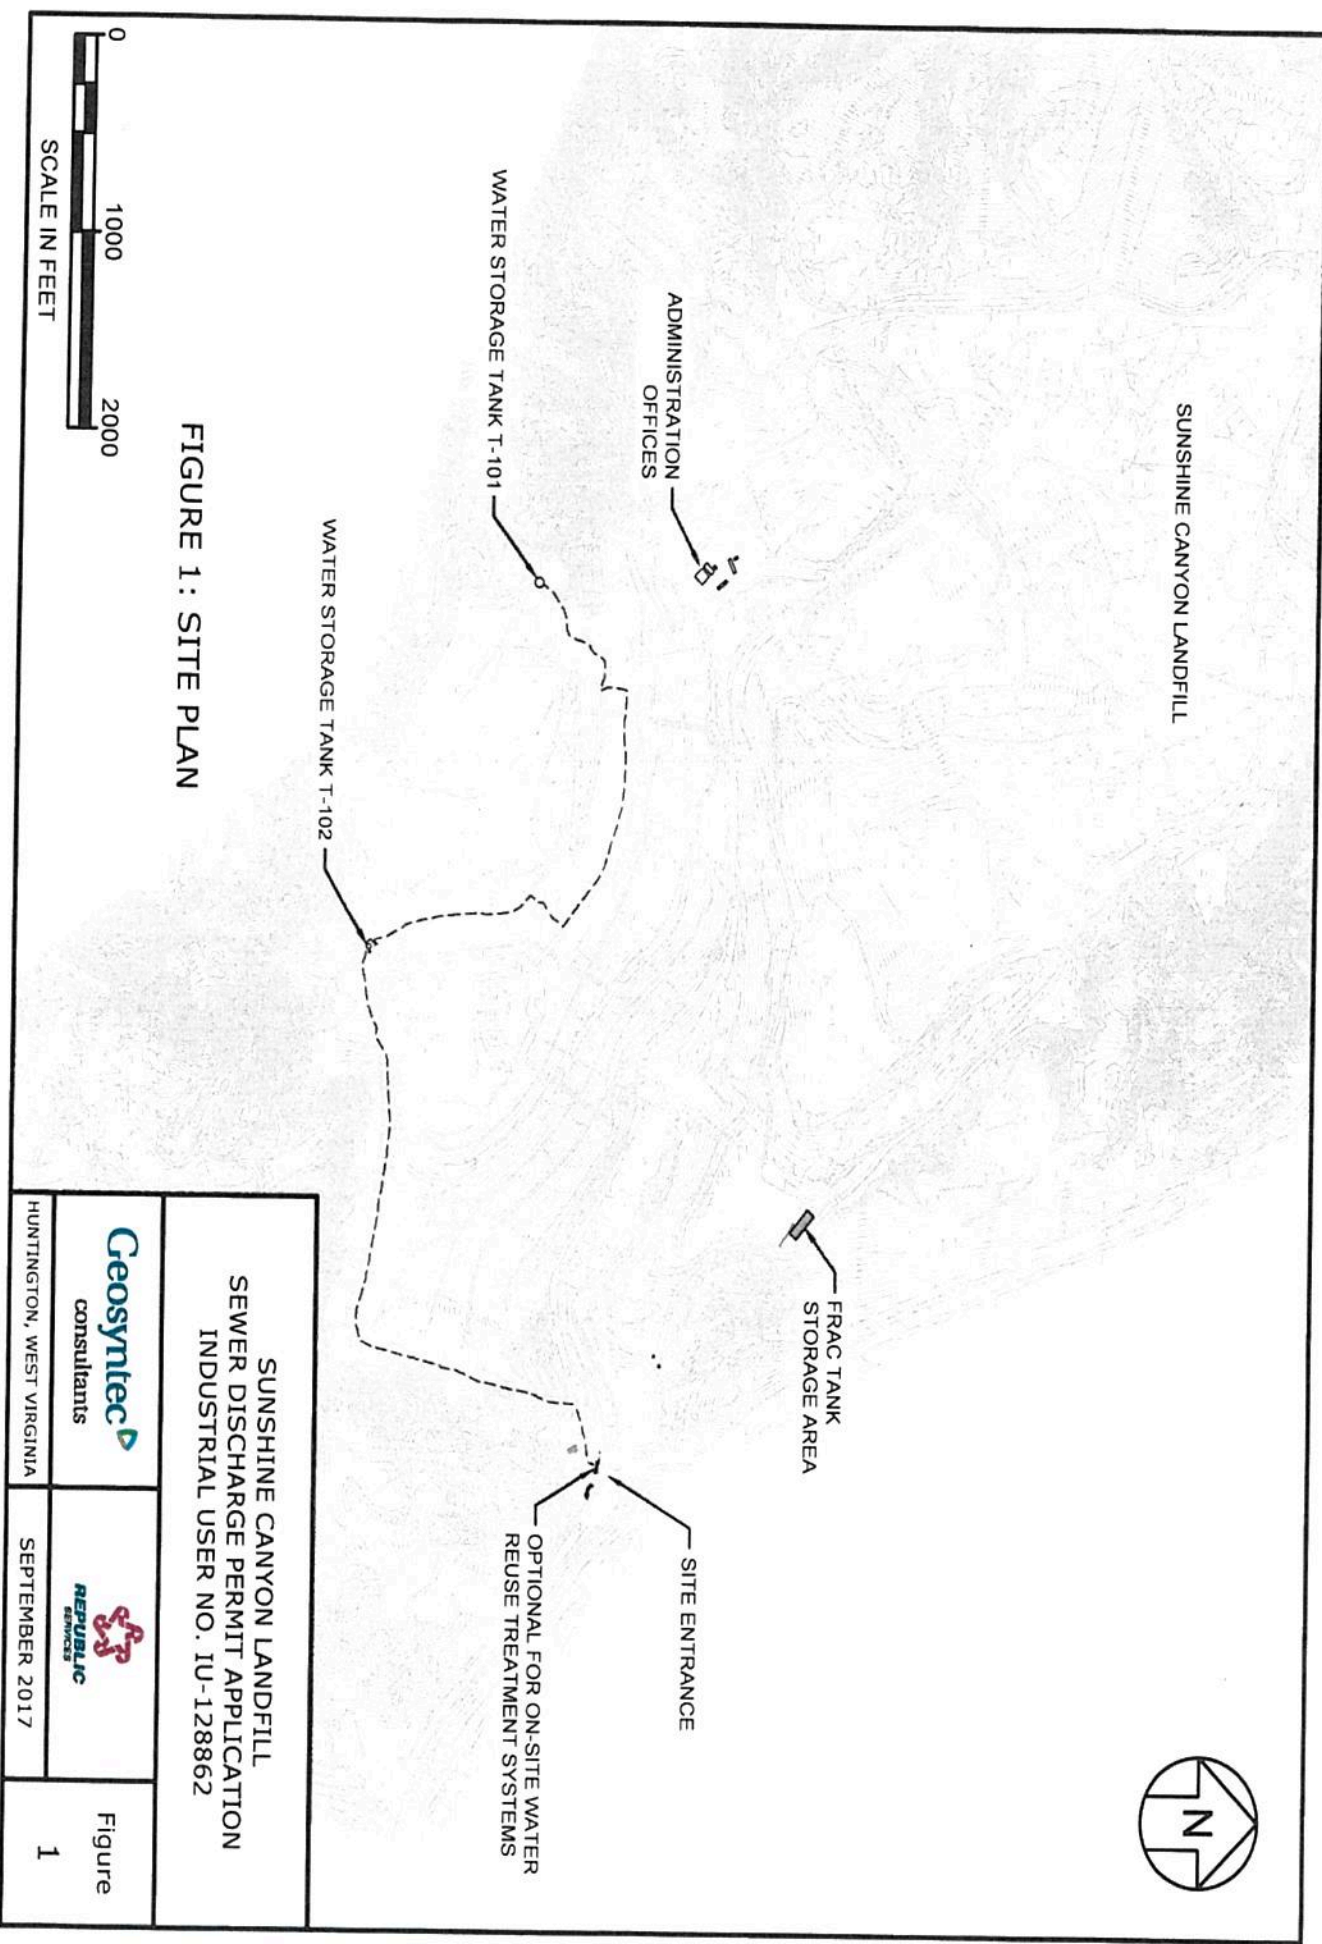 SUNSHINE CANYON LANDFILL
N
ADMINISTRATION
OFFICES
FRAC TANK
STORAGE AREA
SITE ENTRANCE
WATER STORAGE TANK T-101
OPTIONAL FOR ON-SITE WATER
REUSE TREATMENT SYSTEMS
WATER STORAGE TANK T-102
FIGURE 1: SITE PLAN
0 1000 2000
SCALE IN FEET
SUNSHINE CANYON LANDFILL
SEWER DISCHARGE PERMIT APPLICATION
INDUSTRIAL USER NO. IU-128862
Geosyntec
consultants
REPUBLIC
SERVICES
HUNTINGTON, WEST VIRGINIA
SEPTEMBER 2017
Figure
1